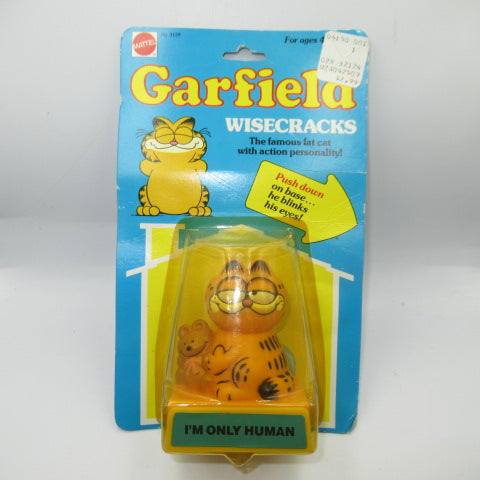 MATTEL
For ages 4
Garfield
WISECRACKS
The famous fat cat
with action personality!
Push down
on base...
he blinks
his eyes!
I'M ONLY HUMAN